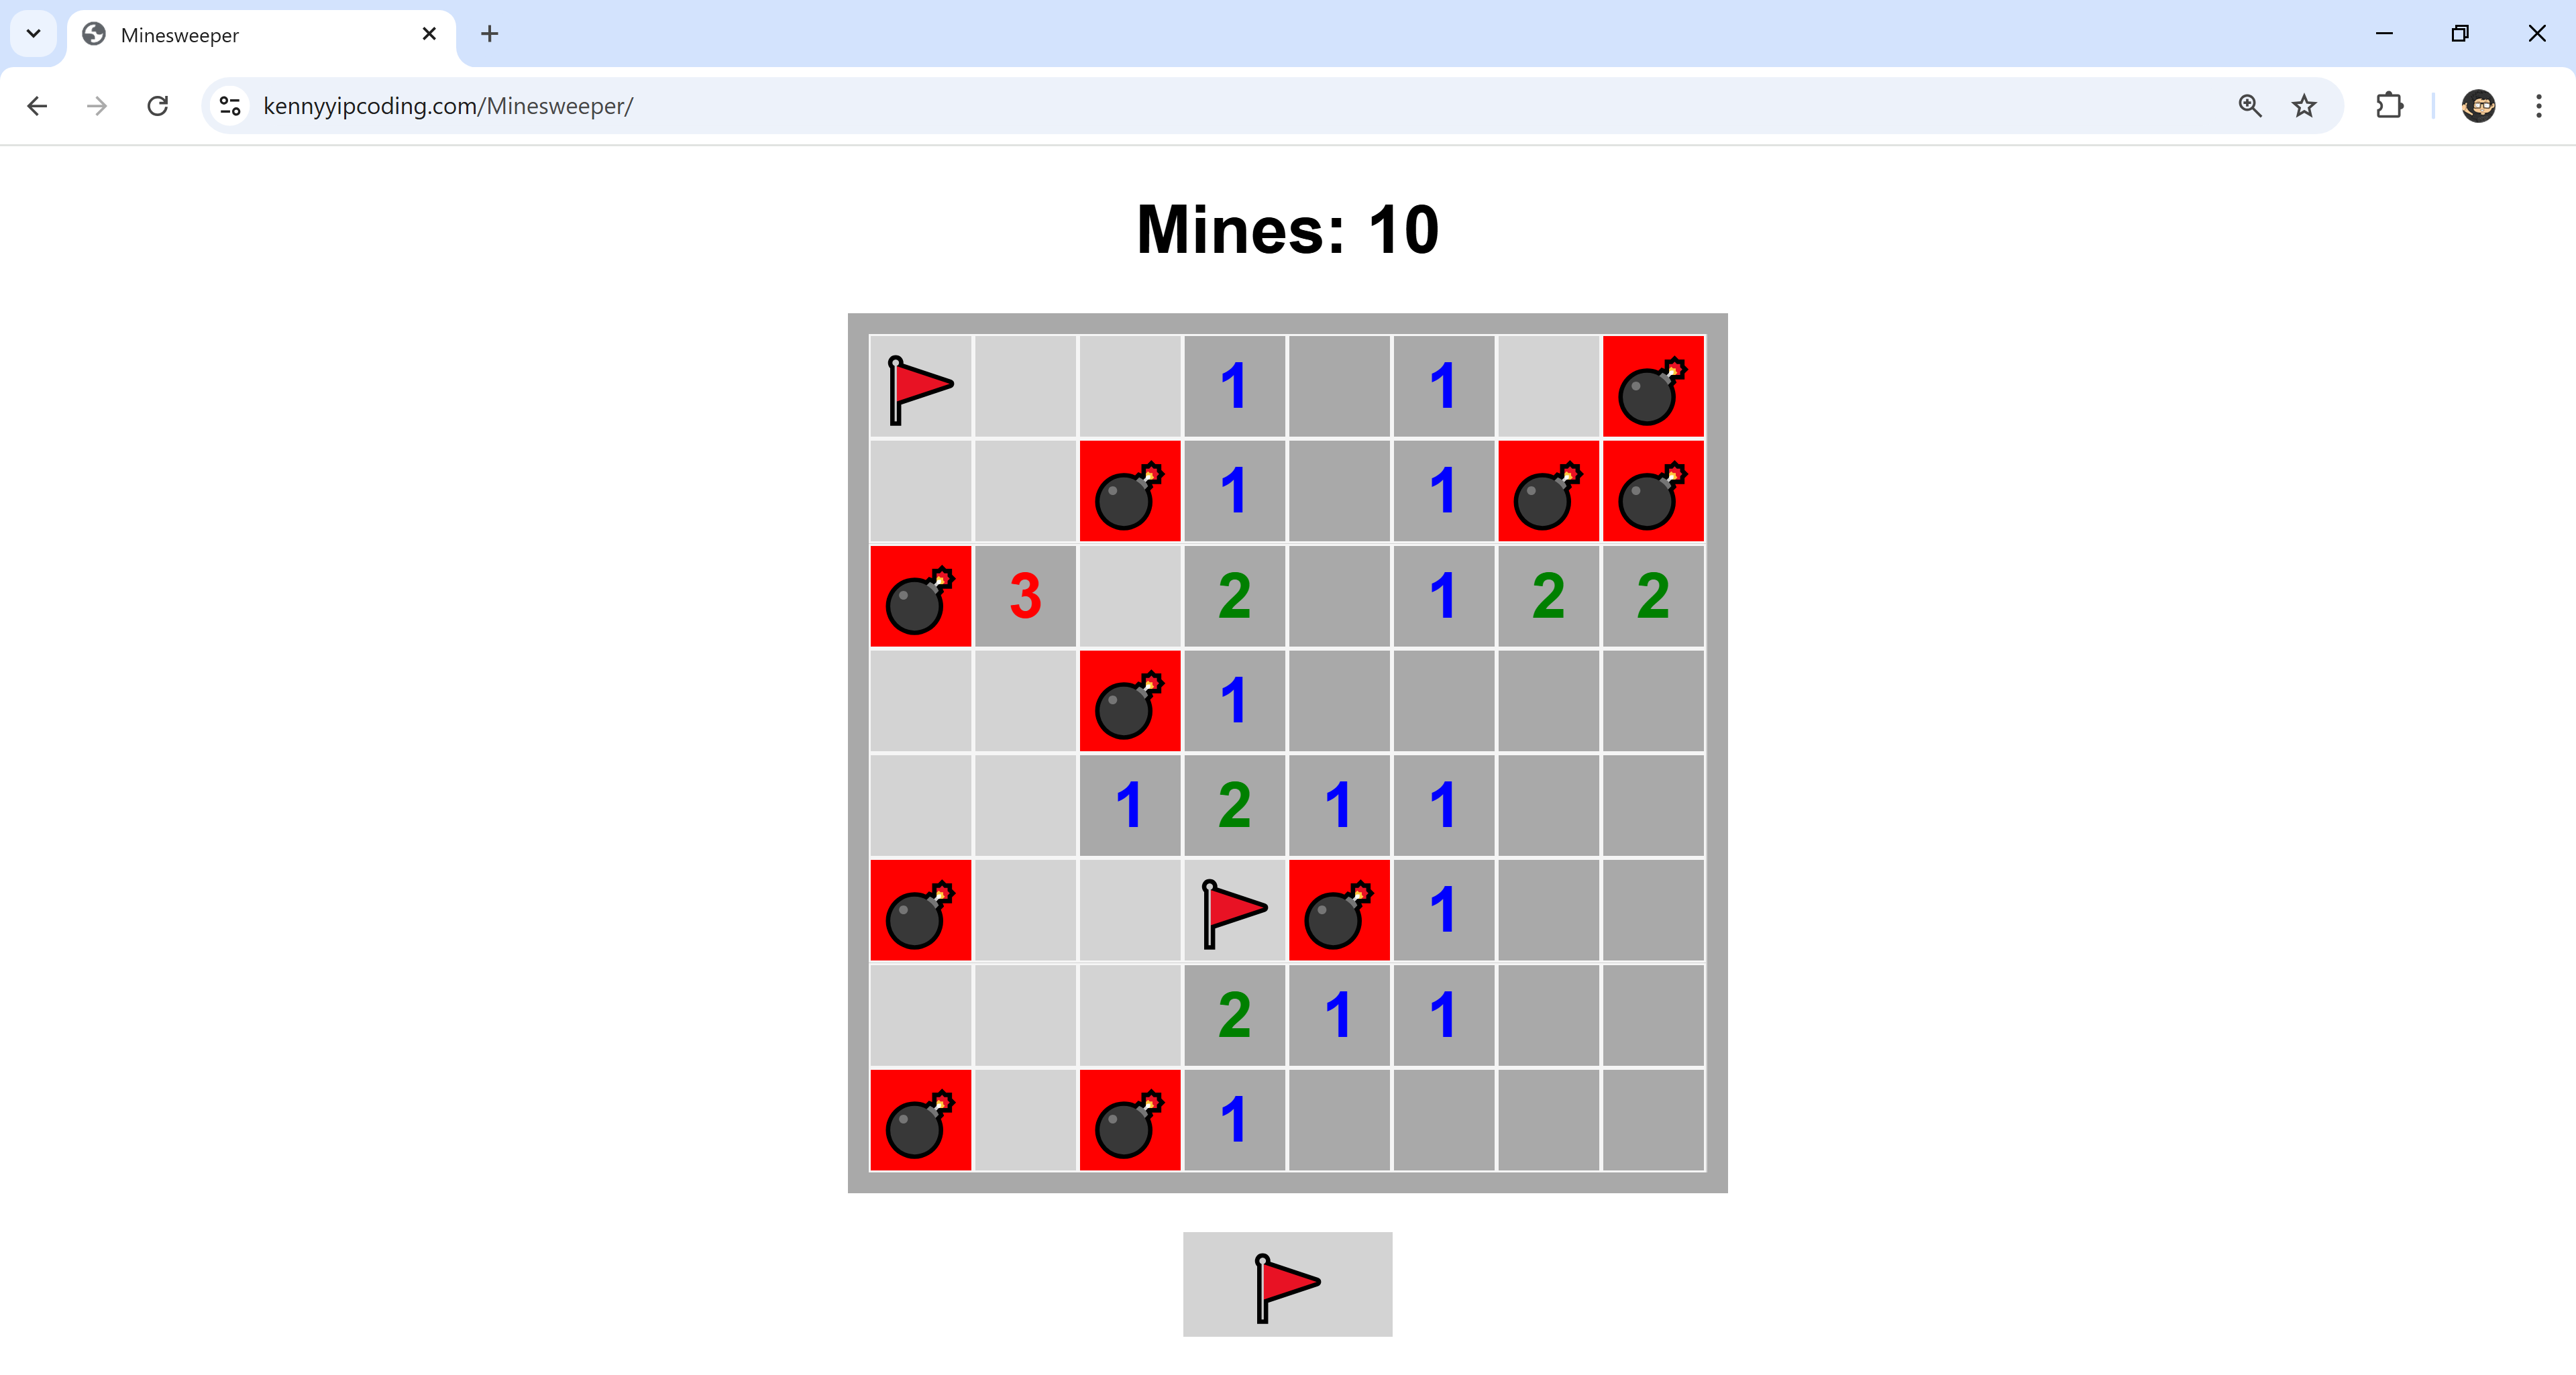 Minesweeper
kennyyipcoding.com/Minesweeper/
Mines: 10
1 1
1 1
3 2 1 2 2
1
1 2 1 1
1
2 1 1
1